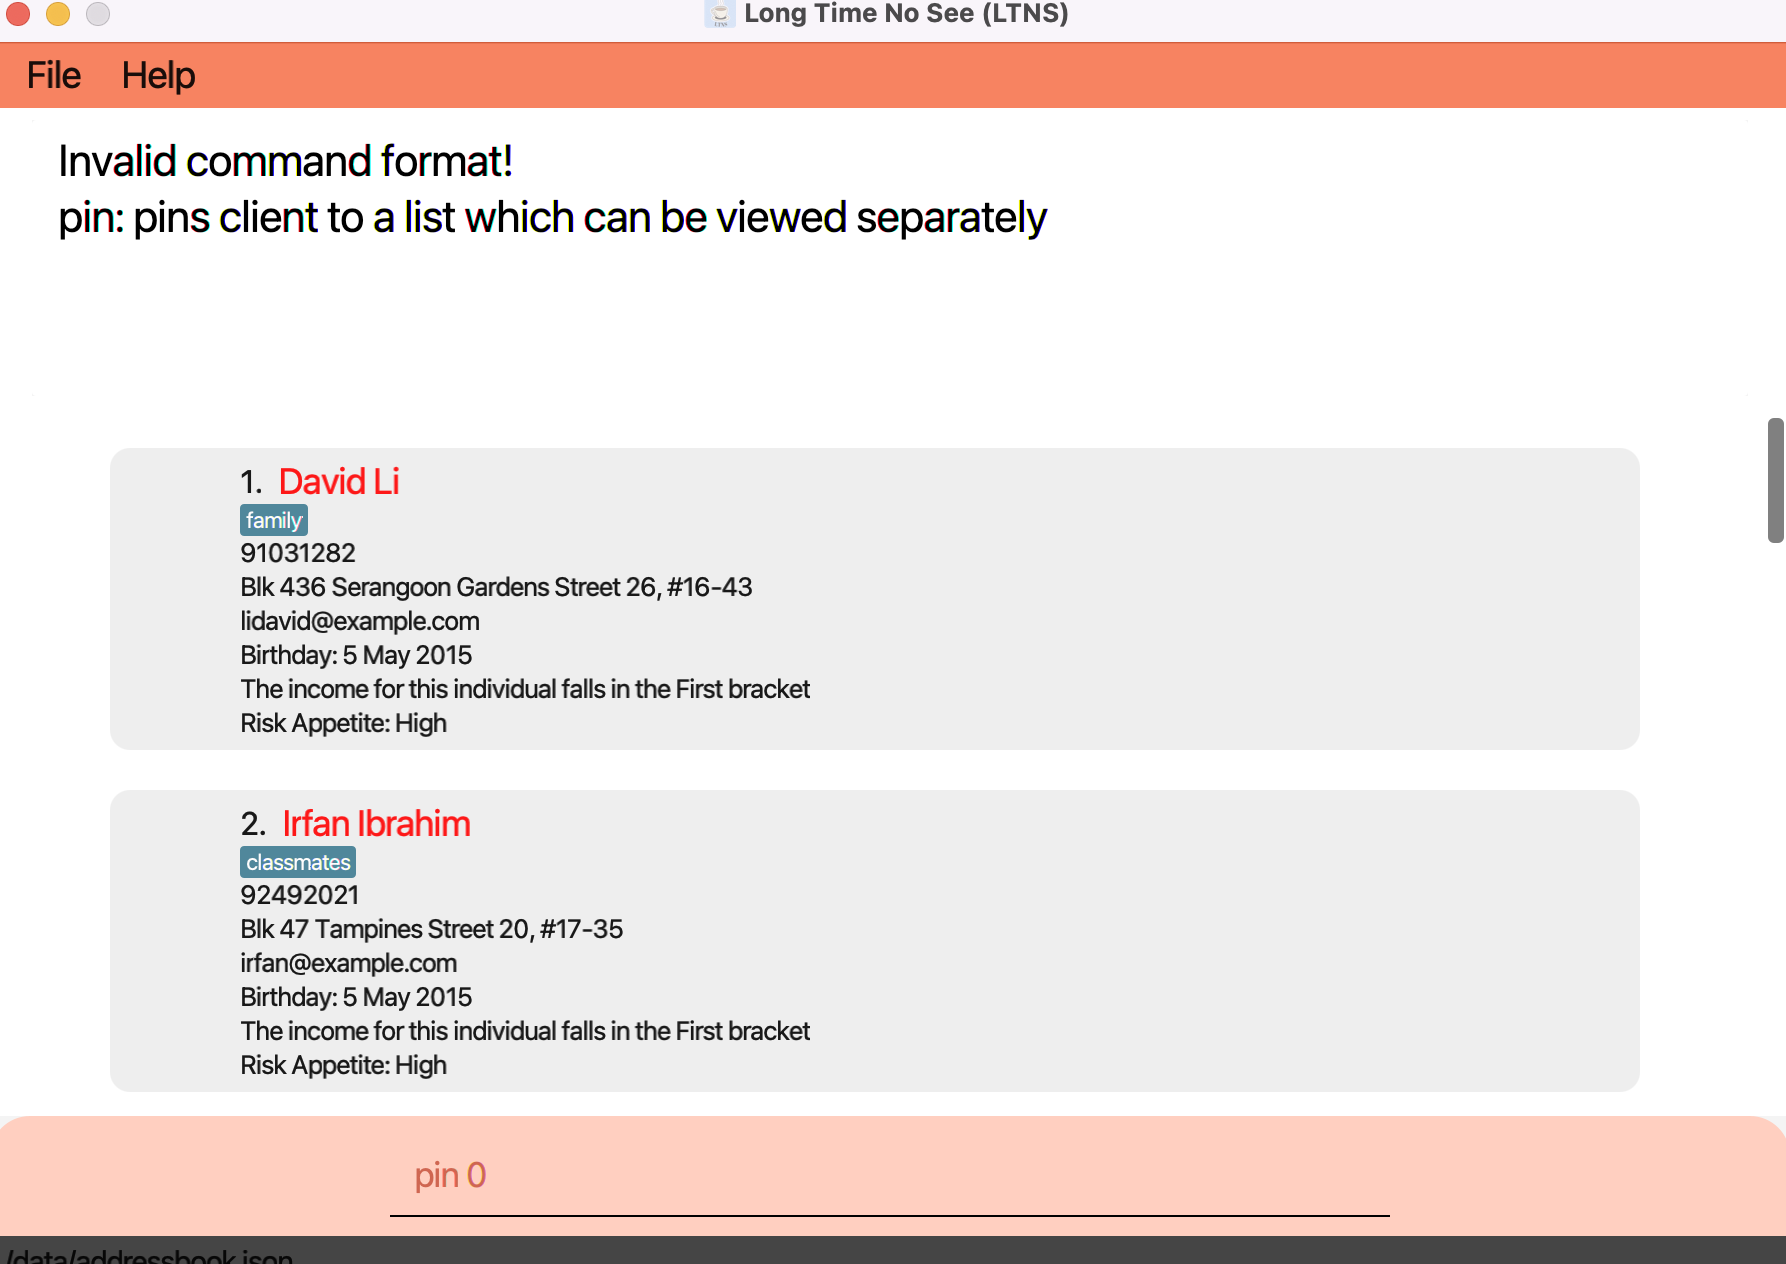 Long Time No See (LTNS)
File Help
Invalid command format!
pin: pins client to a list which can be viewed separately
1. David Li
family
91031282
Blk 436 Serangoon Gardens Street 26, #16-43
lidavid@example.com
Birthday: 5 May 2015
The income for this individual falls in the First bracket
Risk Appetite: High
2. Irfan Ibrahim
classmates
92492021
Blk 47 Tampines Street 20, #17-35
irfan@example.com
Birthday: 5 May 2015
The income for this individual falls in the First bracket
Risk Appetite: High
pin 0
/data/addressbook.json